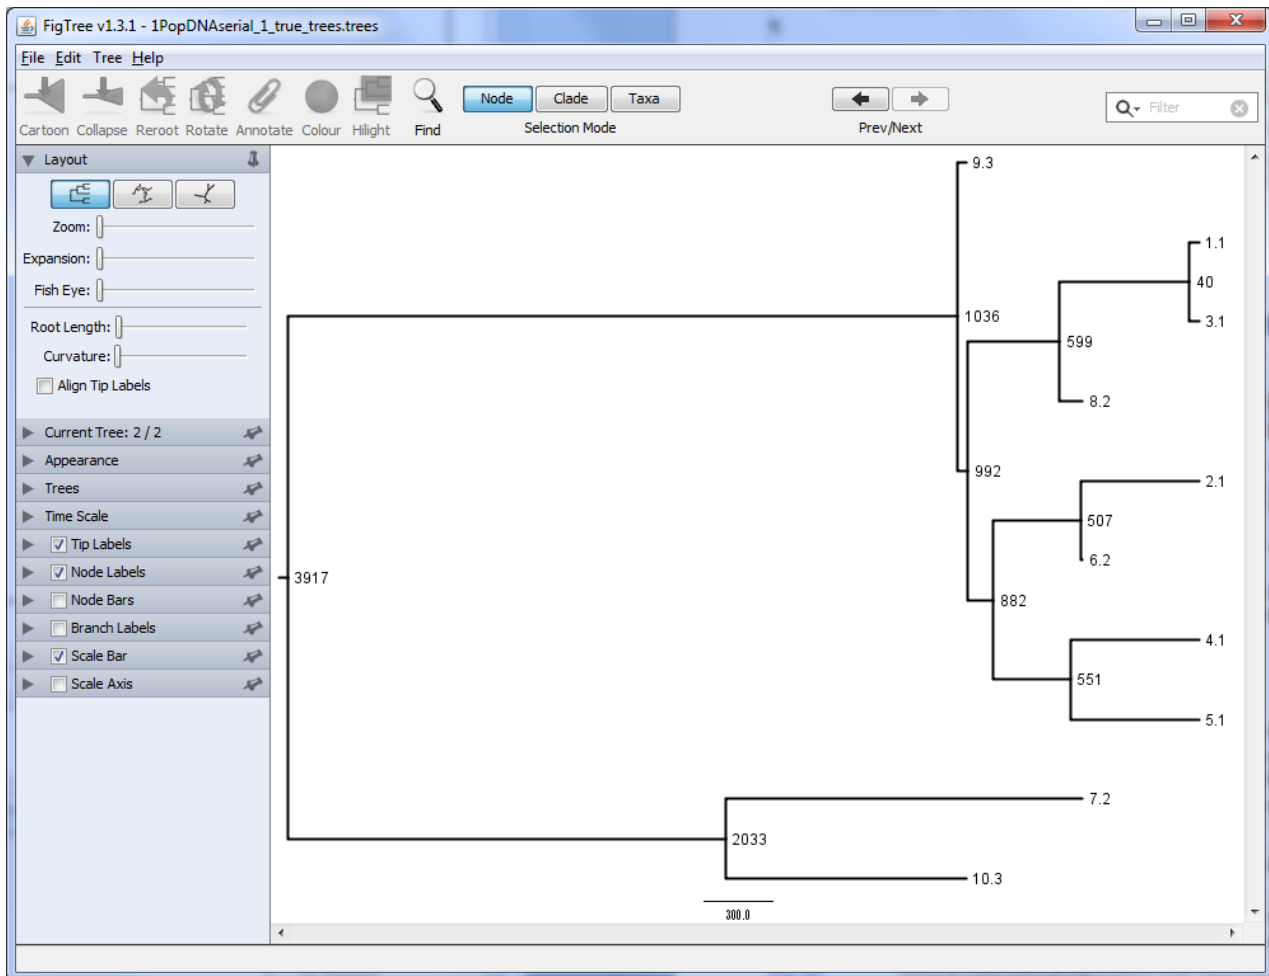 FigTree v1.3.1 - 1PopDNAserial_1_true_trees.trees
File Edit Tree Help
Cartoon Collapse Reroot Rotate Annotate Colour Hilight Find
Node Clade Taxa
Selection Mode
Prev/Next
Filter
Layout
Zoom:
Expansion:
Fish Eye:
Root Length:
Curvature:
Align Tip Labels
Current Tree: 2 / 2
Appearance
Trees
Time Scale
Tip Labels
Node Labels
Node Bars
Branch Labels
Scale Bar
Scale Axis
9.3
1.1
40
1036
3.1
599
8.2
992
2.1
507
6.2
3917
882
4.1
551
5.1
7.2
2033
10.3
300.0